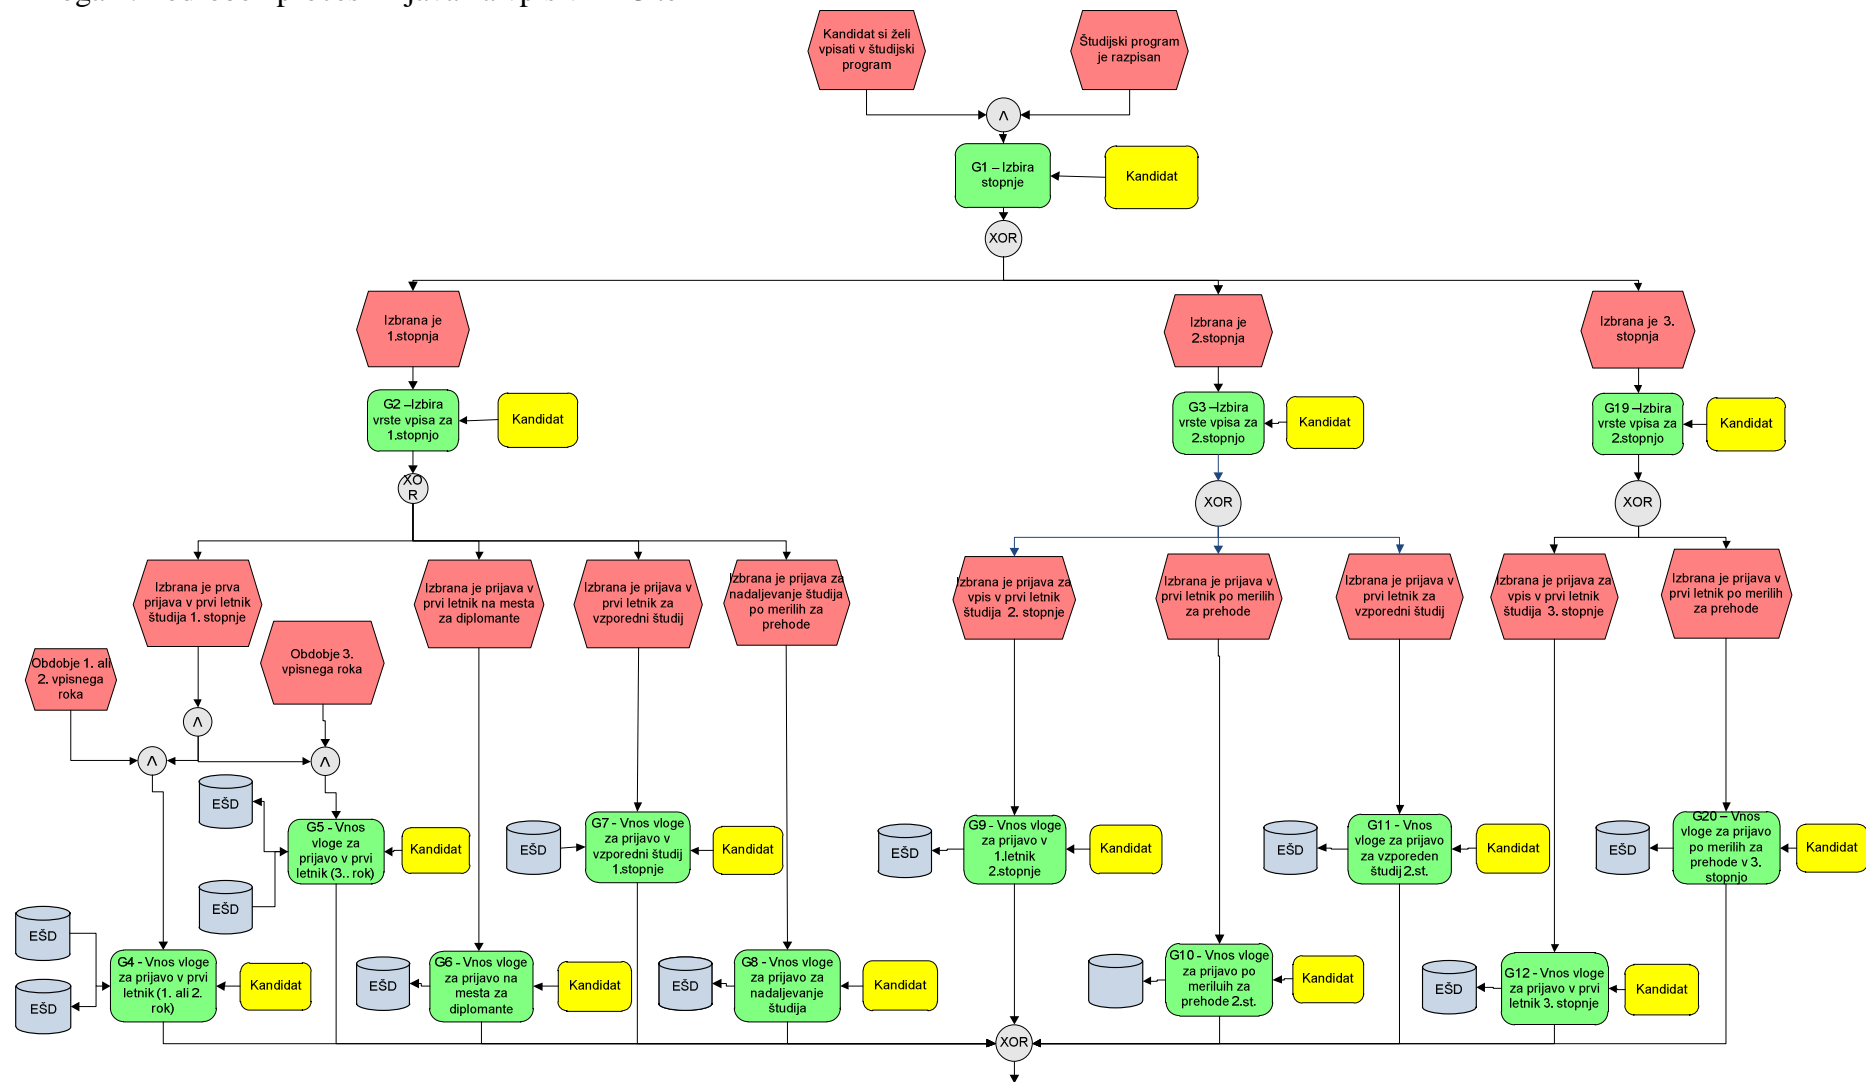 Kandidat si želi
vpisati v študijski
program
Študijski program
je razpisan
Λ
G1 – Izbira
stopnje
Kandidat
XOR
Izbrana je
1.stopnja
Izbrana je
2.stopnja
Izbrana je 3.
stopnja
G2 –Izbira
vrste vpisa za
1.stopnjo
Kandidat
G3 –Izbira
vrste vpisa za
2.stopnjo
Kandidat
G19 –Izbira
vrste vpisa za
2.stopnjo
Kandidat
XO
R
XOR
XOR
Izbrana je prva
prijava v prvi letnik
študija 1. stopnje
Izbrana je prijava v
prvi letnik na mesta
za diplomante
Izbrana je prijava v
prvi letnik za
vzporedni študij
Izbrana je prijava za
nadaljevanje študija
po merilih za
prehode
Izbrana je prijava za
vpis v prvi letnik
študija 2. stopnje
Izbrana je prijava v
prvi letnik po merilih
za prehode
Izbrana je prijava v
prvi letnik za
vzporedni študij
Izbrana je prijava za
vpis v prvi letnik
študija 3. stopnje
Izbrana je prijava v
prvi letnik po merilih
za prehode
Obdobje 1. ali
2. vpisnega
roka
Obdobje 3.
vpisnega roka
Λ
Λ
Λ
EŠD
G5 - Vnos
vloge za
prijavo v prvi
letnik (3.. rok)
Kandidat
EŠD
EŠD
G7 - Vnos vloge
za prijavo v
vzporedni študij
1.stopnje
Kandidat
EŠD
G9 - Vnos vloge
za prijavo v
1.letnik
2.stopnje
Kandidat
EŠD
G11 - Vnos
vloge za prijavo
za vzporeden
študij 2.st.
Kandidat
EŠD
G20 – Vnos
vloge za prijavo
po merilih za
prehode v 3.
stopnjo
Kandidat
EŠD
EŠD
G4 - Vnos vloge
za prijavo v prvi
letnik (1. ali 2.
rok)
Kandidat
EŠD
G6 - Vnos vloge
za prijavo na
mesta za
diplomante
Kandidat
EŠD
G8 - Vnos vloge
za prijavo za
nadaljevanje
študija
Kandidat
G10 - Vnos vloge
za prijavo po
meriluih za
prehode 2.st.
Kandidat
EŠD
G12 - Vnos vloge
za prijavo v prvi
letnik 3. stopnje
Kandidat
XOR